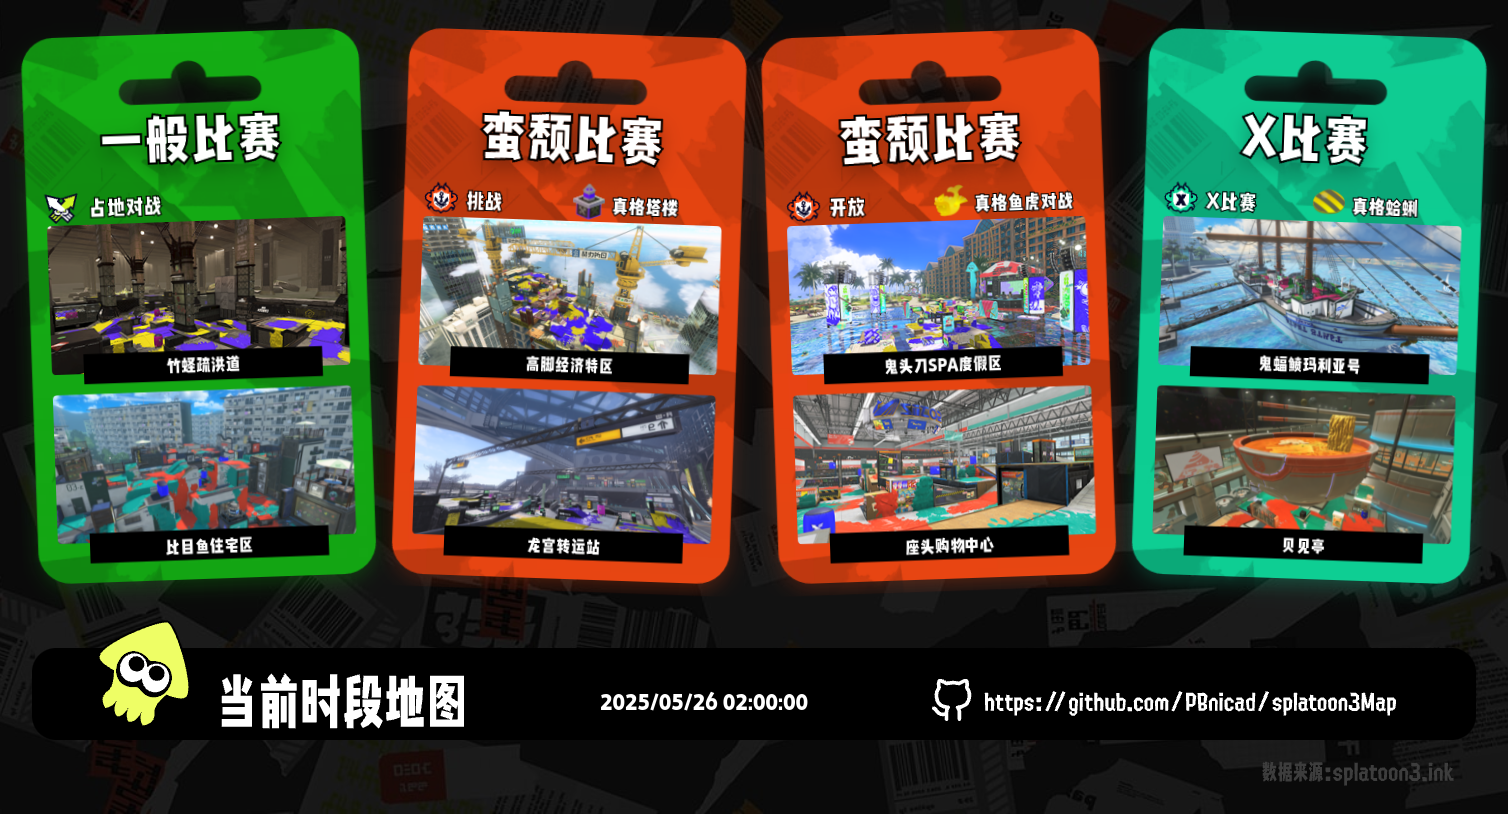 一般比赛
占地对战
竹蛏疏洪道
比目鱼住宅区
蛮颓比赛
挑战
真格塔楼
高脚经济特区
龙宫转运站
蛮颓比赛
开放
真格鱼虎对战
鬼头刀SPA度假区
座头购物中心
X比赛
X比赛
真格蛤蜊
鬼蝠鲼玛利亚号
贝见亭
当前时段地图
2025/05/26 02:00:00
https://github.com/PBnicad/splatoon3Map
数据来源:splatoon3.ink